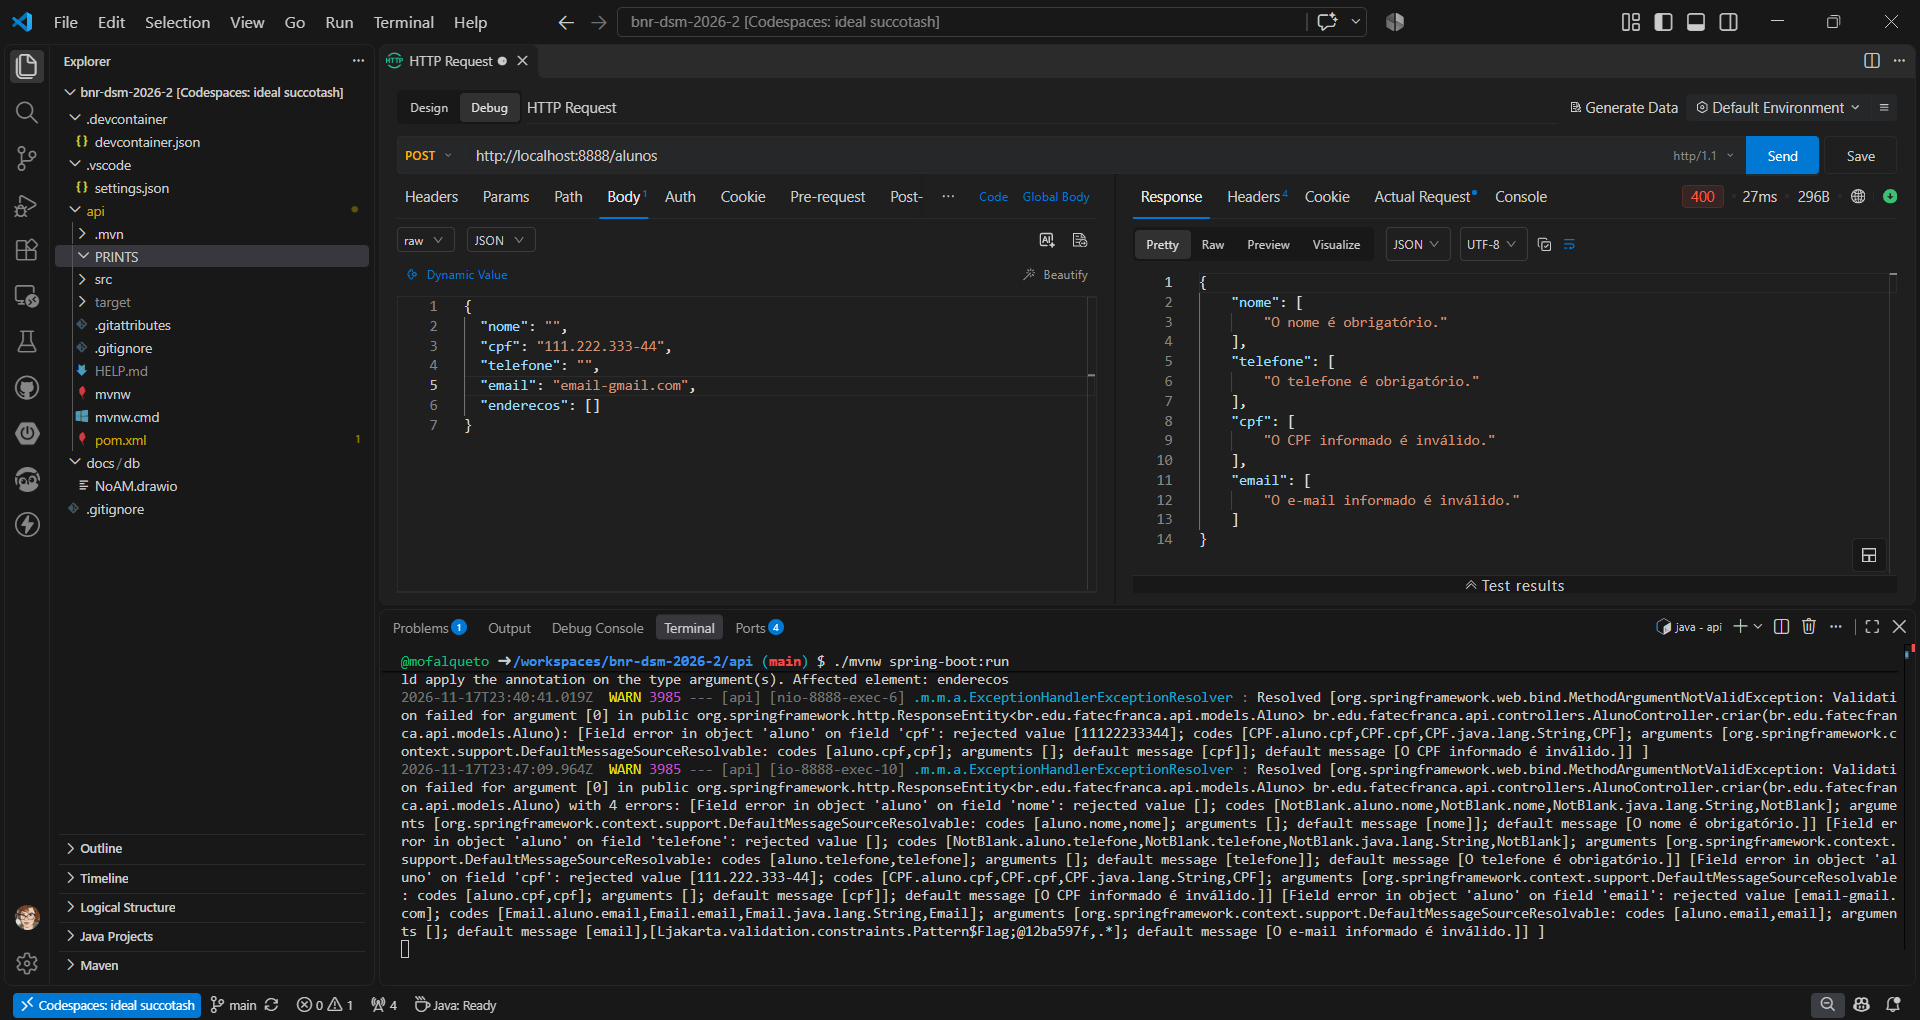 File Edit Selection View Go Run Terminal Help
bnr-dsm-2026-2 [Codespaces: ideal succotash]
Explorer
bnr-dsm-2026-2 [Codespaces: ideal succotash]
.devcontainer
devcontainer.json
.vscode
settings.json
api
.mvn
PRINTS
src
target
.gitattributes
.gitignore
HELP.md
mvnw
mvnw.cmd
pom.xml 1
docs / db
NoAM.drawio
.gitignore
Outline
Timeline
Logical Structure
Java Projects
Maven
HTTP HTTP Request
Design Debug HTTP Request
Generate Data Default Environment
POST http://localhost:8888/alunos http/1.1 Send Save
Headers Params Path Body 1 Auth Cookie Pre-request Post- ··· Code Global Body
raw JSON
Dynamic Value Beautify
1 {
2 "nome": "",
3 "cpf": "111.222.333-44",
4 "telefone": "",
5 "email": "email-gmail.com",
6 "enderecos": []
7 }
Response Headers 4 Cookie Actual Request Console 400 27ms 296B
Pretty Raw Preview Visualize JSON UTF-8
1 {
2 "nome": [
3 "O nome é obrigatório."
4 ],
5 "telefone": [
6 "O telefone é obrigatório."
7 ],
8 "cpf": [
9 "O CPF informado é inválido."
10 ],
11 "email": [
12 "O e-mail informado é inválido."
13 ]
14 }
Test results
Problems 1 Output Debug Console Terminal Ports 4
java - api
@mofalqueto ➜ /workspaces/bnr-dsm-2026-2/api (main) $ ./mvnw spring-boot:run
ld apply the annotation on the type argument(s). Affected element: enderecos
2026-11-17T23:40:41.019Z WARN 3985 --- [api] [nio-8888-exec-6] .m.m.a.ExceptionHandlerExceptionResolver : Resolved [org.springframework.web.bind.MethodArgumentNotValidException: Validati
on failed for argument [0] in public org.springframework.http.ResponseEntity<br.edu.fatecfranca.api.models.Aluno> br.edu.fatecfranca.api.controllers.AlunoController.criar(br.edu.fatecfran
ca.api.models.Aluno): [Field error in object 'aluno' on field 'cpf': rejected value [11122233344]; codes [CPF.aluno.cpf,CPF.cpf,CPF.java.lang.String,CPF]; arguments [org.springframework.c
ontext.support.DefaultMessageSourceResolvable: codes [aluno.cpf,cpf]; arguments []; default message [cpf]]; default message [O CPF informado é inválido.]] ]
2026-11-17T23:47:09.964Z WARN 3985 --- [api] [io-8888-exec-10] .m.m.a.ExceptionHandlerExceptionResolver : Resolved [org.springframework.web.bind.MethodArgumentNotValidException: Validati
on failed for argument [0] in public org.springframework.http.ResponseEntity<br.edu.fatecfranca.api.models.Aluno> br.edu.fatecfranca.api.controllers.AlunoController.criar(br.edu.fatecfran
ca.api.models.Aluno) with 4 errors: [Field error in object 'aluno' on field 'nome': rejected value []; codes [NotBlank.aluno.nome,NotBlank.nome,NotBlank.java.lang.String,NotBlank]; argume
nts [org.springframework.context.support.DefaultMessageSourceResolvable: codes [aluno.nome,nome]; arguments []; default message [nome]]; default message [O nome é obrigatório.]] [Field er
ror in object 'aluno' on field 'telefone': rejected value []; codes [NotBlank.aluno.telefone,NotBlank.telefone,NotBlank.java.lang.String,NotBlank]; arguments [org.springframework.context.
support.DefaultMessageSourceResolvable: codes [aluno.telefone,telefone]; arguments []; default message [telefone]]; default message [O telefone é obrigatório.]] [Field error in object 'al
uno' on field 'cpf': rejected value [111.222.333-44]; codes [CPF.aluno.cpf,CPF.cpf,CPF.java.lang.String,CPF]; arguments [org.springframework.context.support.DefaultMessageSourceResolvable
: codes [aluno.cpf,cpf]; arguments []; default message [cpf]]; default message [O CPF informado é inválido.]] [Field error in object 'aluno' on field 'email': rejected value [email-gmail.
com]; codes [Email.aluno.email,Email.email,Email.java.lang.String,Email]; arguments [org.springframework.context.support.DefaultMessageSourceResolvable: codes [aluno.email,email]; argumen
ts []; default message [email],[Ljakarta.validation.constraints.Pattern$Flag;@12ba597f,.*]; default message [O e-mail informado é inválido.]] ]
Codespaces: ideal succotash main 0 1 4 Java: Ready